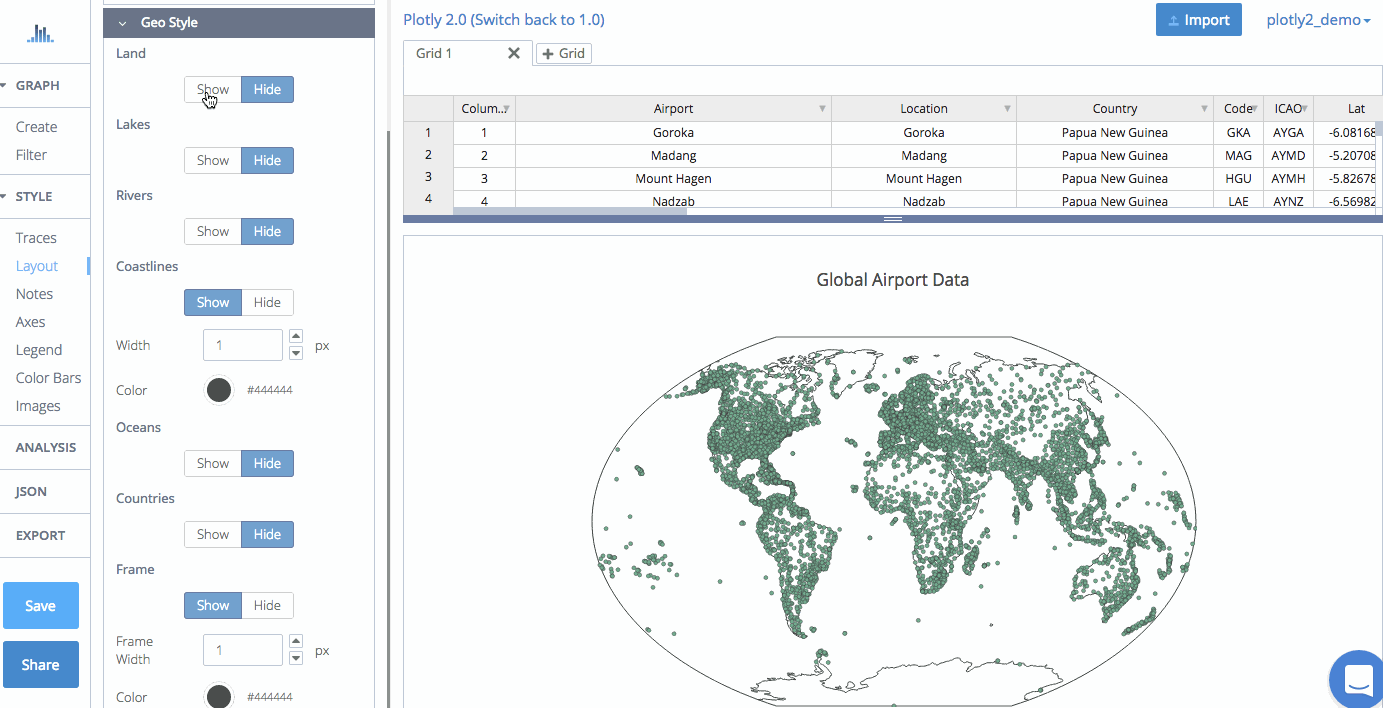 GRAPH
Create
Filter
STYLE
Traces
Layout
Notes
Axes
Legend
Color Bars
Images
ANALYSIS
JSON
EXPORT
Save
Share
Geo Style
Land
Show Hide
Lakes
Show Hide
Rivers
Show Hide
Coastlines
Show Hide
Width 1 px
Color #444444
Oceans
Show Hide
Countries
Show Hide
Frame
Show Hide
Frame
Width 1 px
Color #444444
Plotly 2.0 (Switch back to 1.0)
Import plotly2_demo
Grid 1 Grid
Colum... Airport Location Country Code ICAO Lat
1 1 Goroka Goroka Papua New Guinea GKA AYGA -6.08168
2 2 Madang Madang Papua New Guinea MAG AYMD -5.20708
3 3 Mount Hagen Mount Hagen Papua New Guinea HGU AYMH -5.82678
4 4 Nadzab Nadzab Papua New Guinea LAE AYNZ -6.56982
Global Airport Data